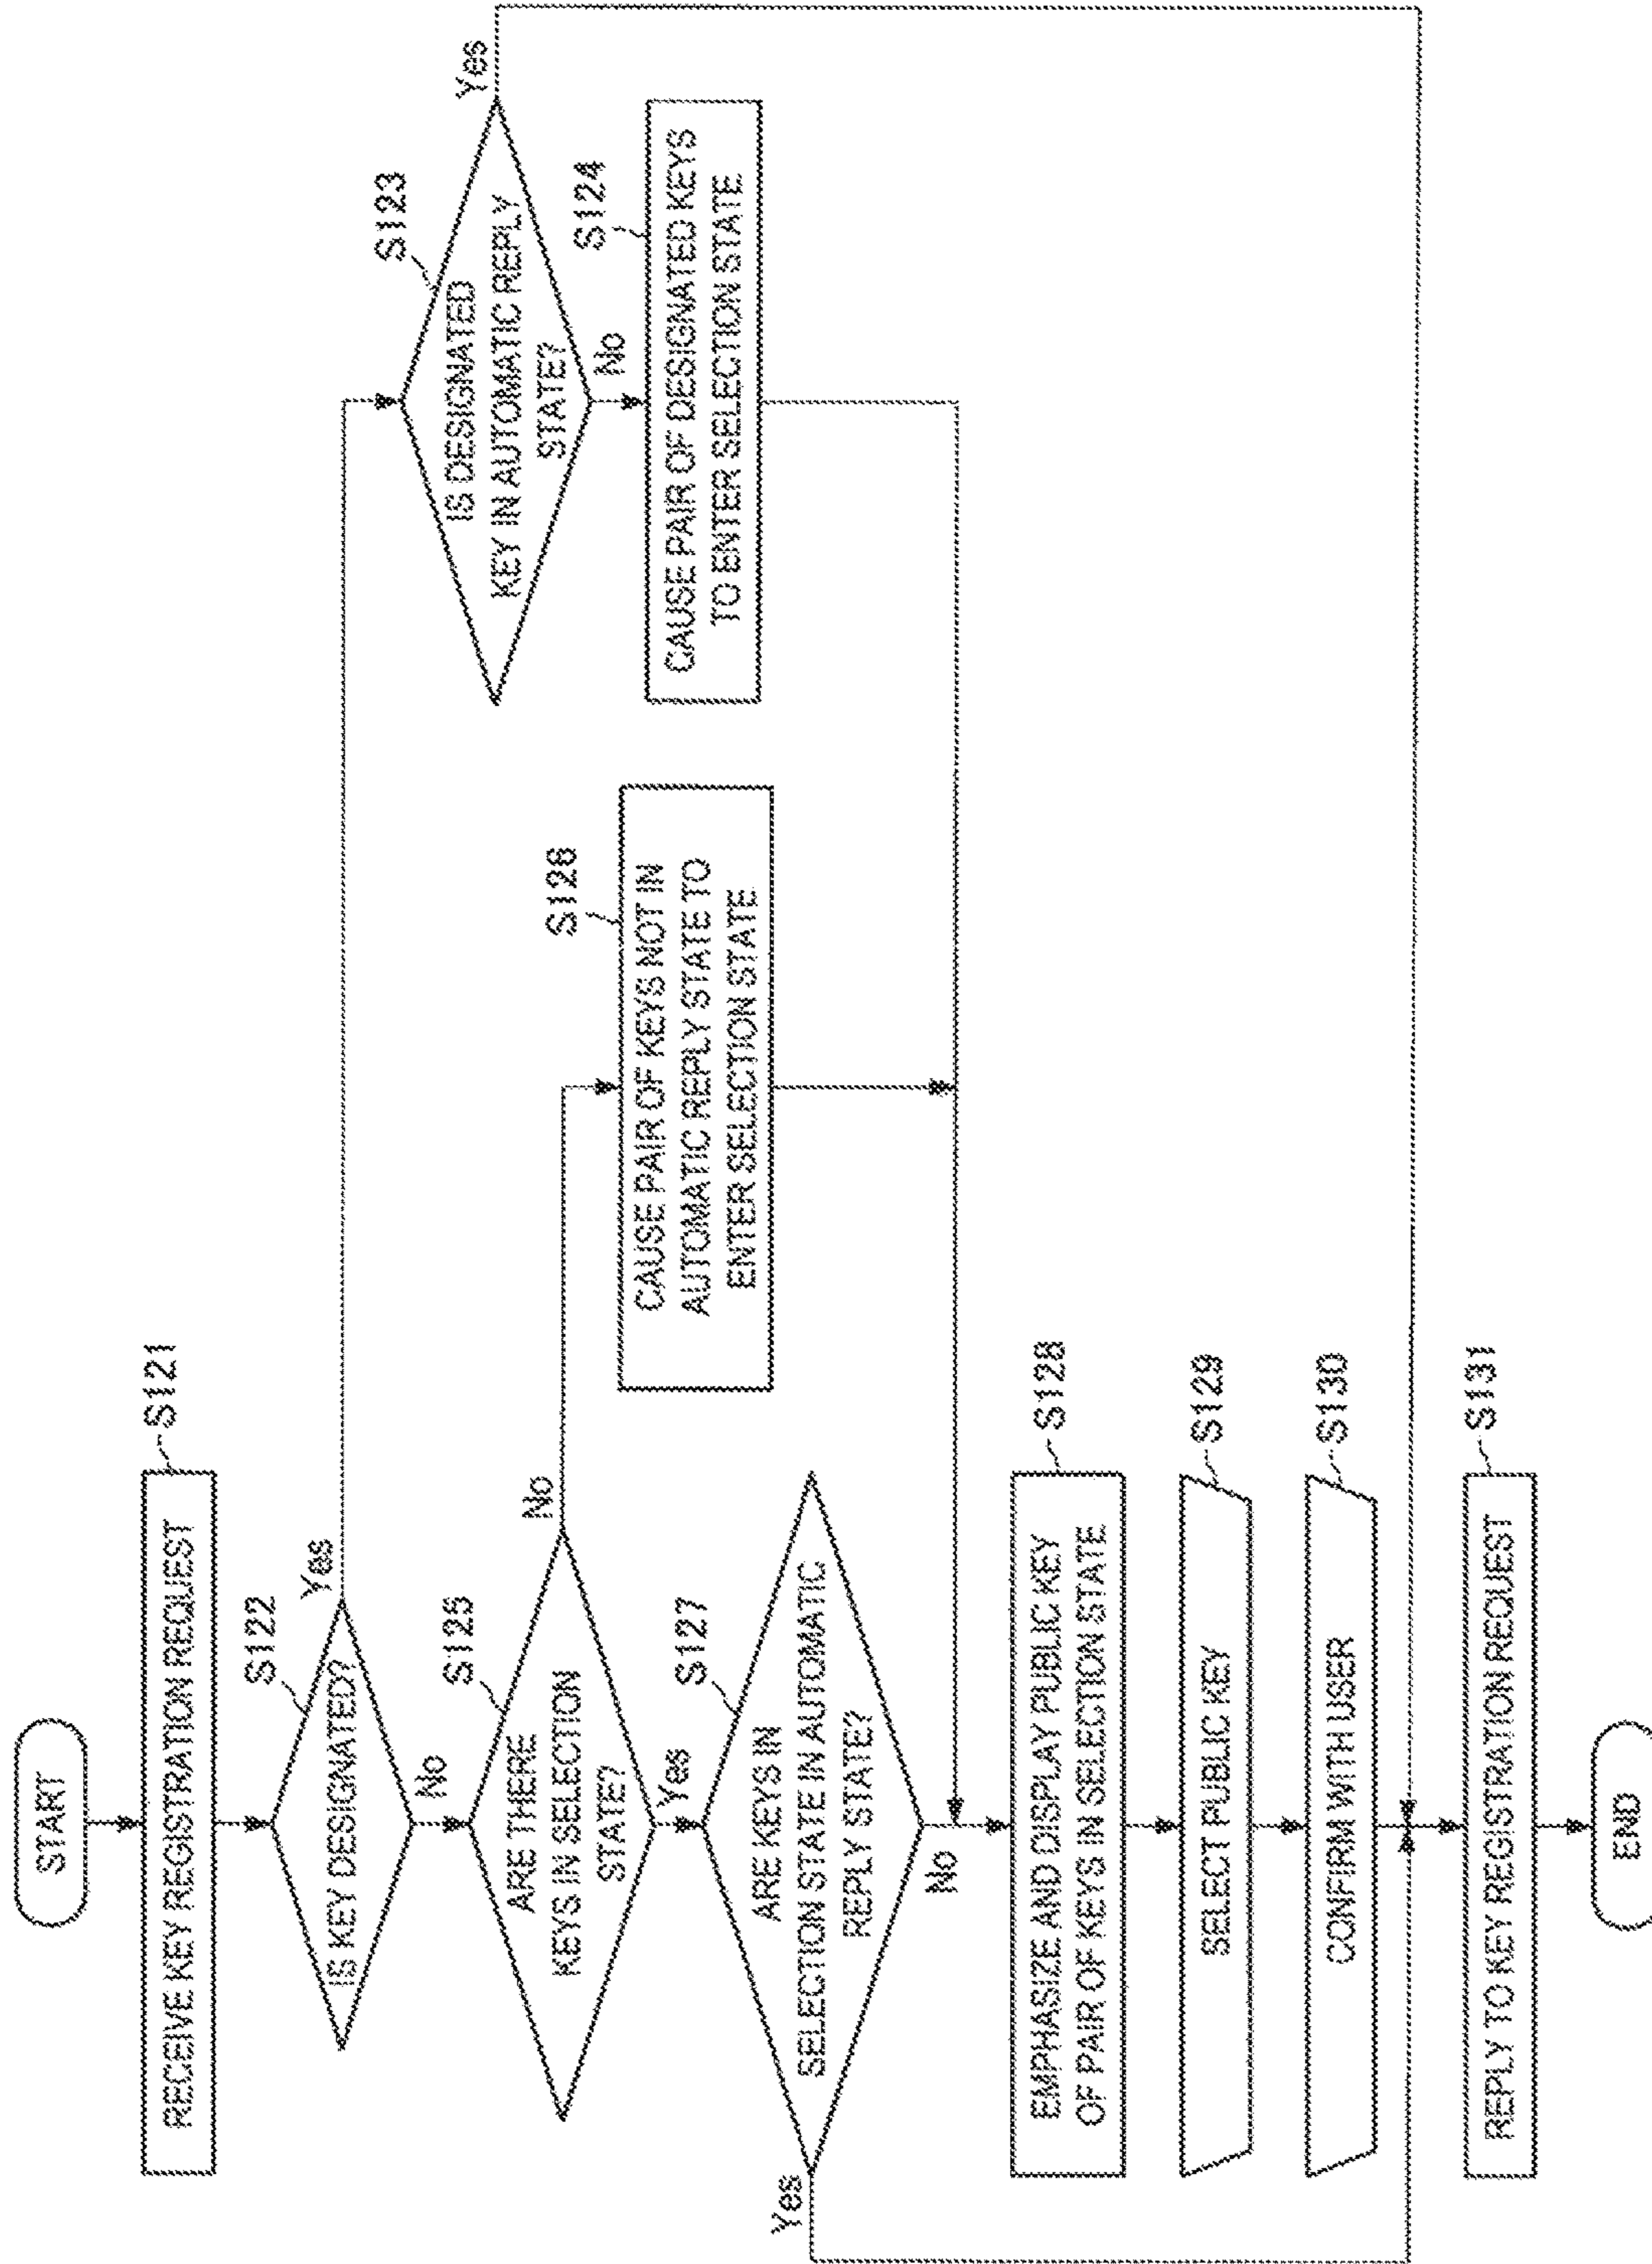 START
RECEIVE KEY REGISTRATION REQUEST
S121
IS KEY DESIGNATED?
S122
Yes
No
IS DESIGNATED
KEY IN AUTOMATIC REPLY
STATE?
S123
Yes
No
CAUSE PAIR OF DESIGNATED KEYS
TO ENTER SELECTION STATE
S124
ARE THERE
KEYS IN SELECTION
STATE?
S125
No
Yes
CAUSE PAIR OF KEYS NOT IN
AUTOMATIC REPLY STATE TO
ENTER SELECTION STATE
S126
ARE KEYS IN
SELECTION STATE IN AUTOMATIC
REPLY STATE?
S127
Yes
No
EMPHASIZE AND DISPLAY PUBLIC KEY
OF PAIR OF KEYS IN SELECTION STATE
S128
SELECT PUBLIC KEY
S129
CONFIRM WITH USER
S130
REPLY TO KEY REGISTRATION REQUEST
S131
END